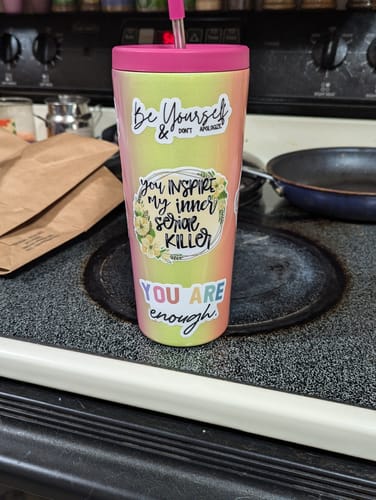 Be Yourself
& DON'T APOLOGIZE
you INSPIRE
My inner
serial
KILLER
YOU ARE
enough.